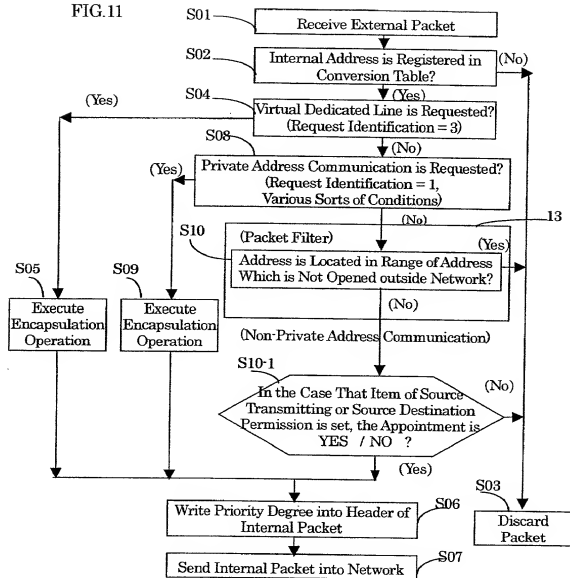 FIG.11
S01
Receive External Packet
S02
Internal Address is Registered in
Conversion Table?
(No)
(Yes)
S04
(Yes)
Virtual Dedicated Line is Requested?
(Request Identification = 3)
S08
(No)
(Yes)
Private Address Communication is Requested?
(Request Identification = 1,
Various Sorts of Conditions)
(No)
13
S10
(Packet Filter)
(Yes)
Address is Located in Range of Address
Which is Not Opened outside Network?
S05
S09
(No)
Execute
Encapsulation
Operation
Execute
Encapsulation
Operation
(Non-Private Address Communication)
S10-1
(No)
In the Case That Item of Source
Transmitting or Source Destination
Permission is set, the Appointment is
YES / NO ?
(Yes)
S06
S03
Write Priority Degree into Header of
Internal Packet
Discard
Packet
S07
Send Internal Packet into Network